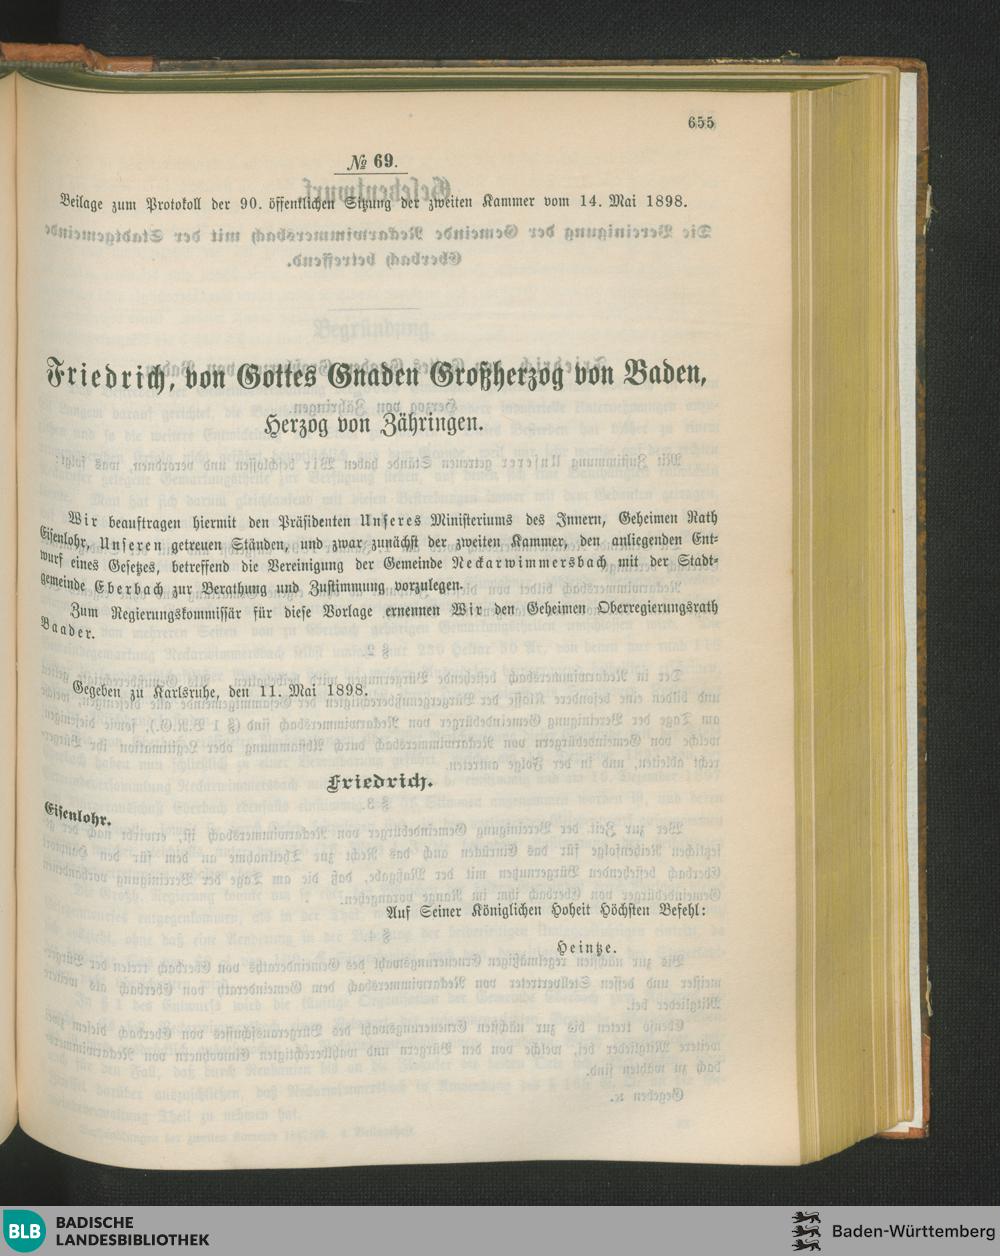 655
№ 69.
Beilage zum Protokoll der 90. öffentlichen Sitzung der zweiten Kammer vom 14. Mai 1898.
Friedrich, von Gottes Gnaden Großherzog von Baden,
Herzog von Zähringen.
Wir beauftragen hiermit den Präsidenten Unseres Ministeriums des Innern, Geheimen Rath
Eisenlohr, Unseren getreuen Ständen, und zwar zunächst der zweiten Kammer, den anliegenden Ent-
wurf eines Gesetzes, betreffend die Vereinigung der Gemeinde Neckarwimmersbach mit der Stadt-
gemeinde Eberbach zur Berathung und Zustimmung vorzulegen.
Zum Regierungskommissär für diese Vorlage ernennen Wir den Geheimen Oberregierungsrath
Baader.
Gegeben zu Karlsruhe, den 11. Mai 1898.
Friedrich.
Eisenlohr.
Auf Seiner Königlichen Hoheit Höchsten Befehl:
Heintze.
BLB BADISCHE
LANDESBIBLIOTHEK
Baden-Württemberg